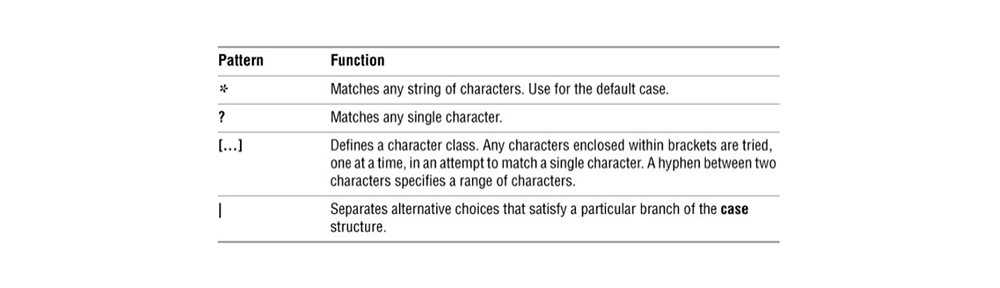 Pattern Function
* Matches any string of characters. Use for the default case.
? Matches any single character.
[...] Defines a character class. Any characters enclosed within brackets are tried,
one at a time, in an attempt to match a single character. A hyphen between two
characters specifies a range of characters.
| Separates alternative choices that satisfy a particular branch of the case
structure.